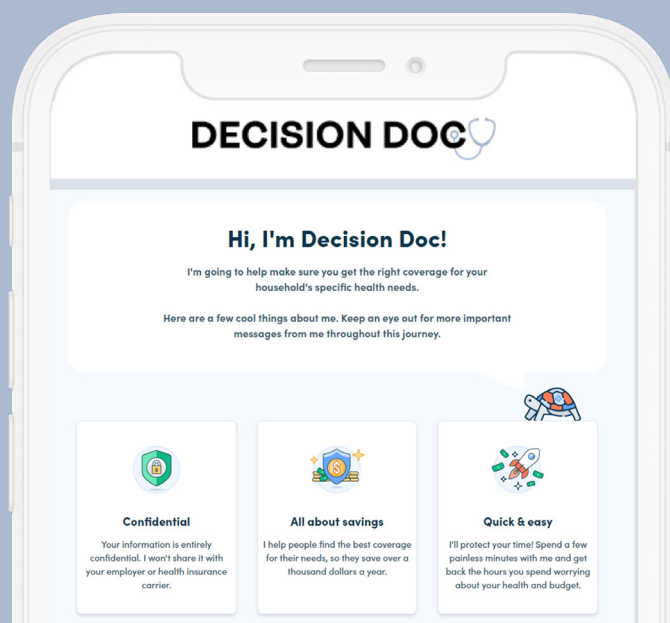 DECISION DOC
Hi, I'm Decision Doc!
I'm going to help make sure you get the right coverage for your
household's specific health needs.
Here are a few cool things about me. Keep an eye out for more important
messages from me throughout this journey.
Confidential
Your information is entirely
confidential. I won't share it with
your employer or health insurance
carrier.
All about savings
I help people find the best coverage
for their needs, so they save over a
thousand dollars a year.
Quick & easy
I'll protect your time! Spend a few
painless minutes with me and get
back the hours you spend worrying
about your health and budget.